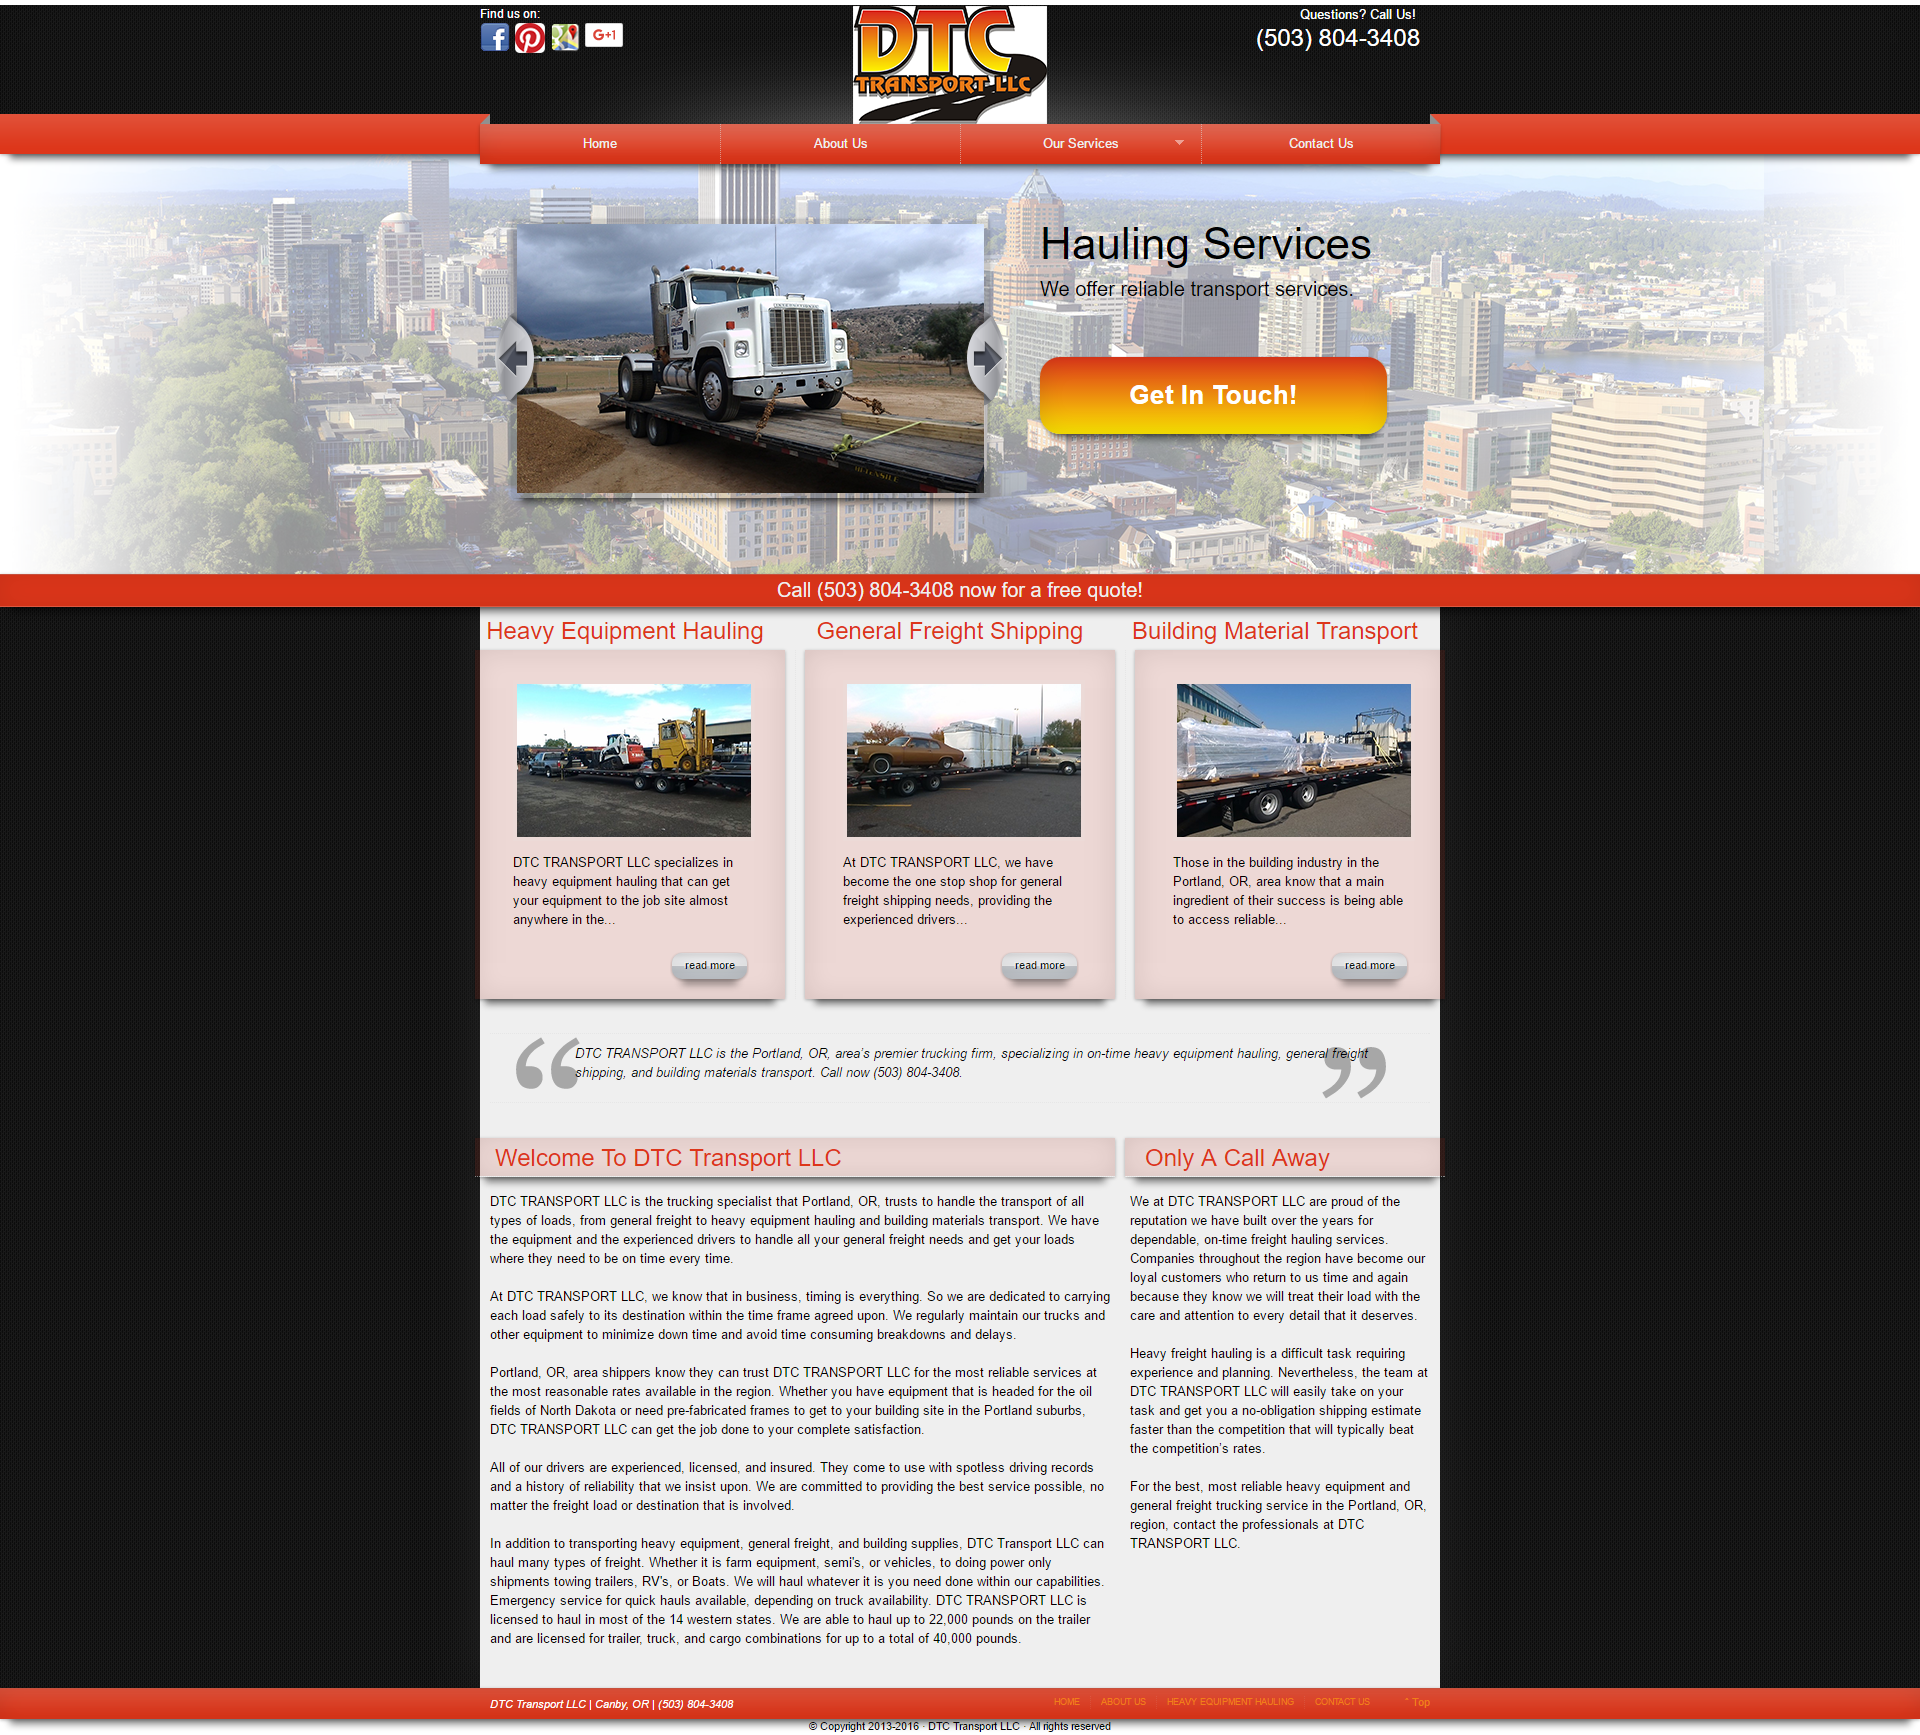 Find us on:
G+1
DTC
TRANSPORT LLC
Questions? Call Us!
(503) 804-3408
Home
About Us
Our Services
Contact Us
Hauling Services
We offer reliable transport services.
Get In Touch!
Call (503) 804-3408 now for a free quote!
Heavy Equipment Hauling
DTC TRANSPORT LLC specializes in
heavy equipment hauling that can get
your equipment to the job site almost
anywhere in the...
read more
General Freight Shipping
At DTC TRANSPORT LLC, we have
become the one stop shop for general
freight shipping needs, providing the
experienced drivers...
read more
Building Material Transport
Those in the building industry in the
Portland, OR, area know that a main
ingredient of their success is being able
to access reliable...
read more
DTC TRANSPORT LLC is the Portland, OR, area's premier trucking firm, specializing in on-time heavy equipment hauling, general freight
shipping, and building materials transport. Call now (503) 804-3408.
Welcome To DTC Transport LLC
DTC TRANSPORT LLC is the trucking specialist that Portland, OR, trusts to handle the transport of all
types of loads, from general freight to heavy equipment hauling and building materials transport. We have
the equipment and the experienced drivers to handle all your general freight needs and get your loads
where they need to be on time every time.
At DTC TRANSPORT LLC, we know that in business, timing is everything. So we are dedicated to carrying
each load safely to its destination within the time frame agreed upon. We regularly maintain our trucks and
other equipment to minimize down time and avoid time consuming breakdowns and delays.
Portland, OR, area shippers know they can trust DTC TRANSPORT LLC for the most reliable services at
the most reasonable rates available in the region. Whether you have equipment that is headed for the oil
fields of North Dakota or need pre-fabricated frames to get to your building site in the Portland suburbs,
DTC TRANSPORT LLC can get the job done to your complete satisfaction.
All of our drivers are experienced, licensed, and insured. They come to use with spotless driving records
and a history of reliability that we insist upon. We are committed to providing the best service possible, no
matter the freight load or destination that is involved.
In addition to transporting heavy equipment, general freight, and building supplies, DTC Transport LLC can
haul many types of freight. Whether it is farm equipment, semi's, or vehicles, to doing power only
shipments towing trailers, RV's, or Boats. We will haul whatever it is you need done within our capabilities.
Emergency service for quick hauls available, depending on truck availability. DTC TRANSPORT LLC is
licensed to haul in most of the 14 western states. We are able to haul up to 22,000 pounds on the trailer
and are licensed for trailer, truck, and cargo combinations for up to a total of 40,000 pounds.
Only A Call Away
We at DTC TRANSPORT LLC are proud of the
reputation we have built over the years for
dependable, on-time freight hauling services.
Companies throughout the region have become our
loyal customers who return to us time and again
because they know we will treat their load with the
care and attention to every detail that it deserves.
Heavy freight hauling is a difficult task requiring
experience and planning. Nevertheless, the team at
DTC TRANSPORT LLC will easily take on your
task and get you a no-obligation shipping estimate
faster than the competition that will typically beat
the competition's rates.
For the best, most reliable heavy equipment and
general freight trucking service in the Portland, OR,
region, contact the professionals at DTC
TRANSPORT LLC.
DTC Transport LLC | Canby, OR | (503) 804-3408
HOME
ABOUT US
HEAVY EQUIPMENT HAULING
CONTACT US
ˆ Top
© Copyright 2013-2016 · DTC Transport LLC · All rights reserved